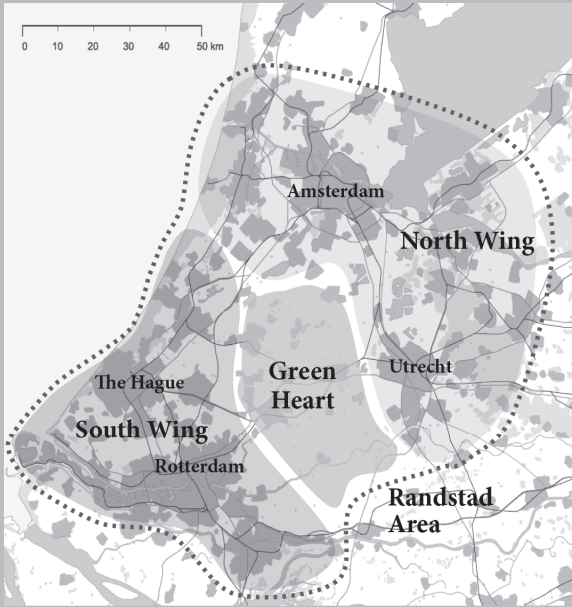 0 10 20 30 40 50 km
Amsterdam
North Wing
Green
Heart
Utrecht
The Hague
South Wing
Rotterdam
Randstad
Area